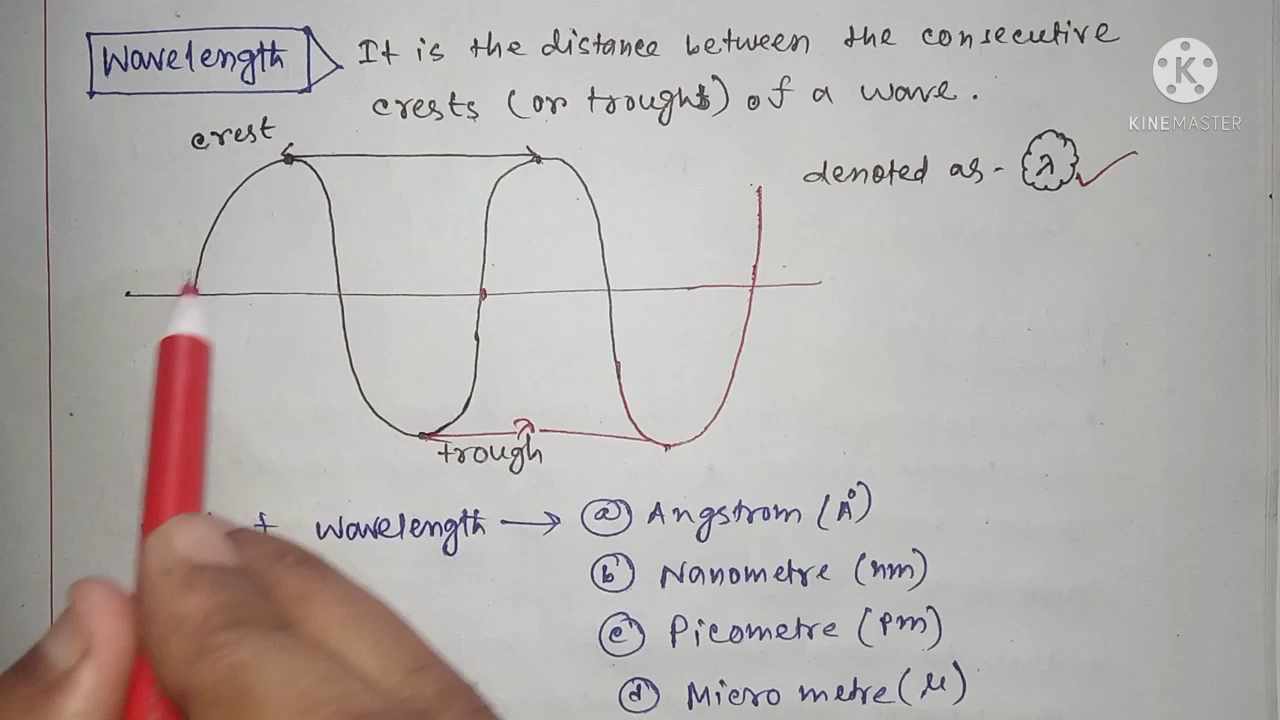 Wavelength It is the distance between the consecutive
crests (or troughs) of a wave.
K
KINEMASTER
crest
denoted as - λ
λ
trough
wavelength → (a) Angstrom (Å)
(b) Nanometre (nm)
(c) Picometre (pm)
(d) Micro metre (μ)